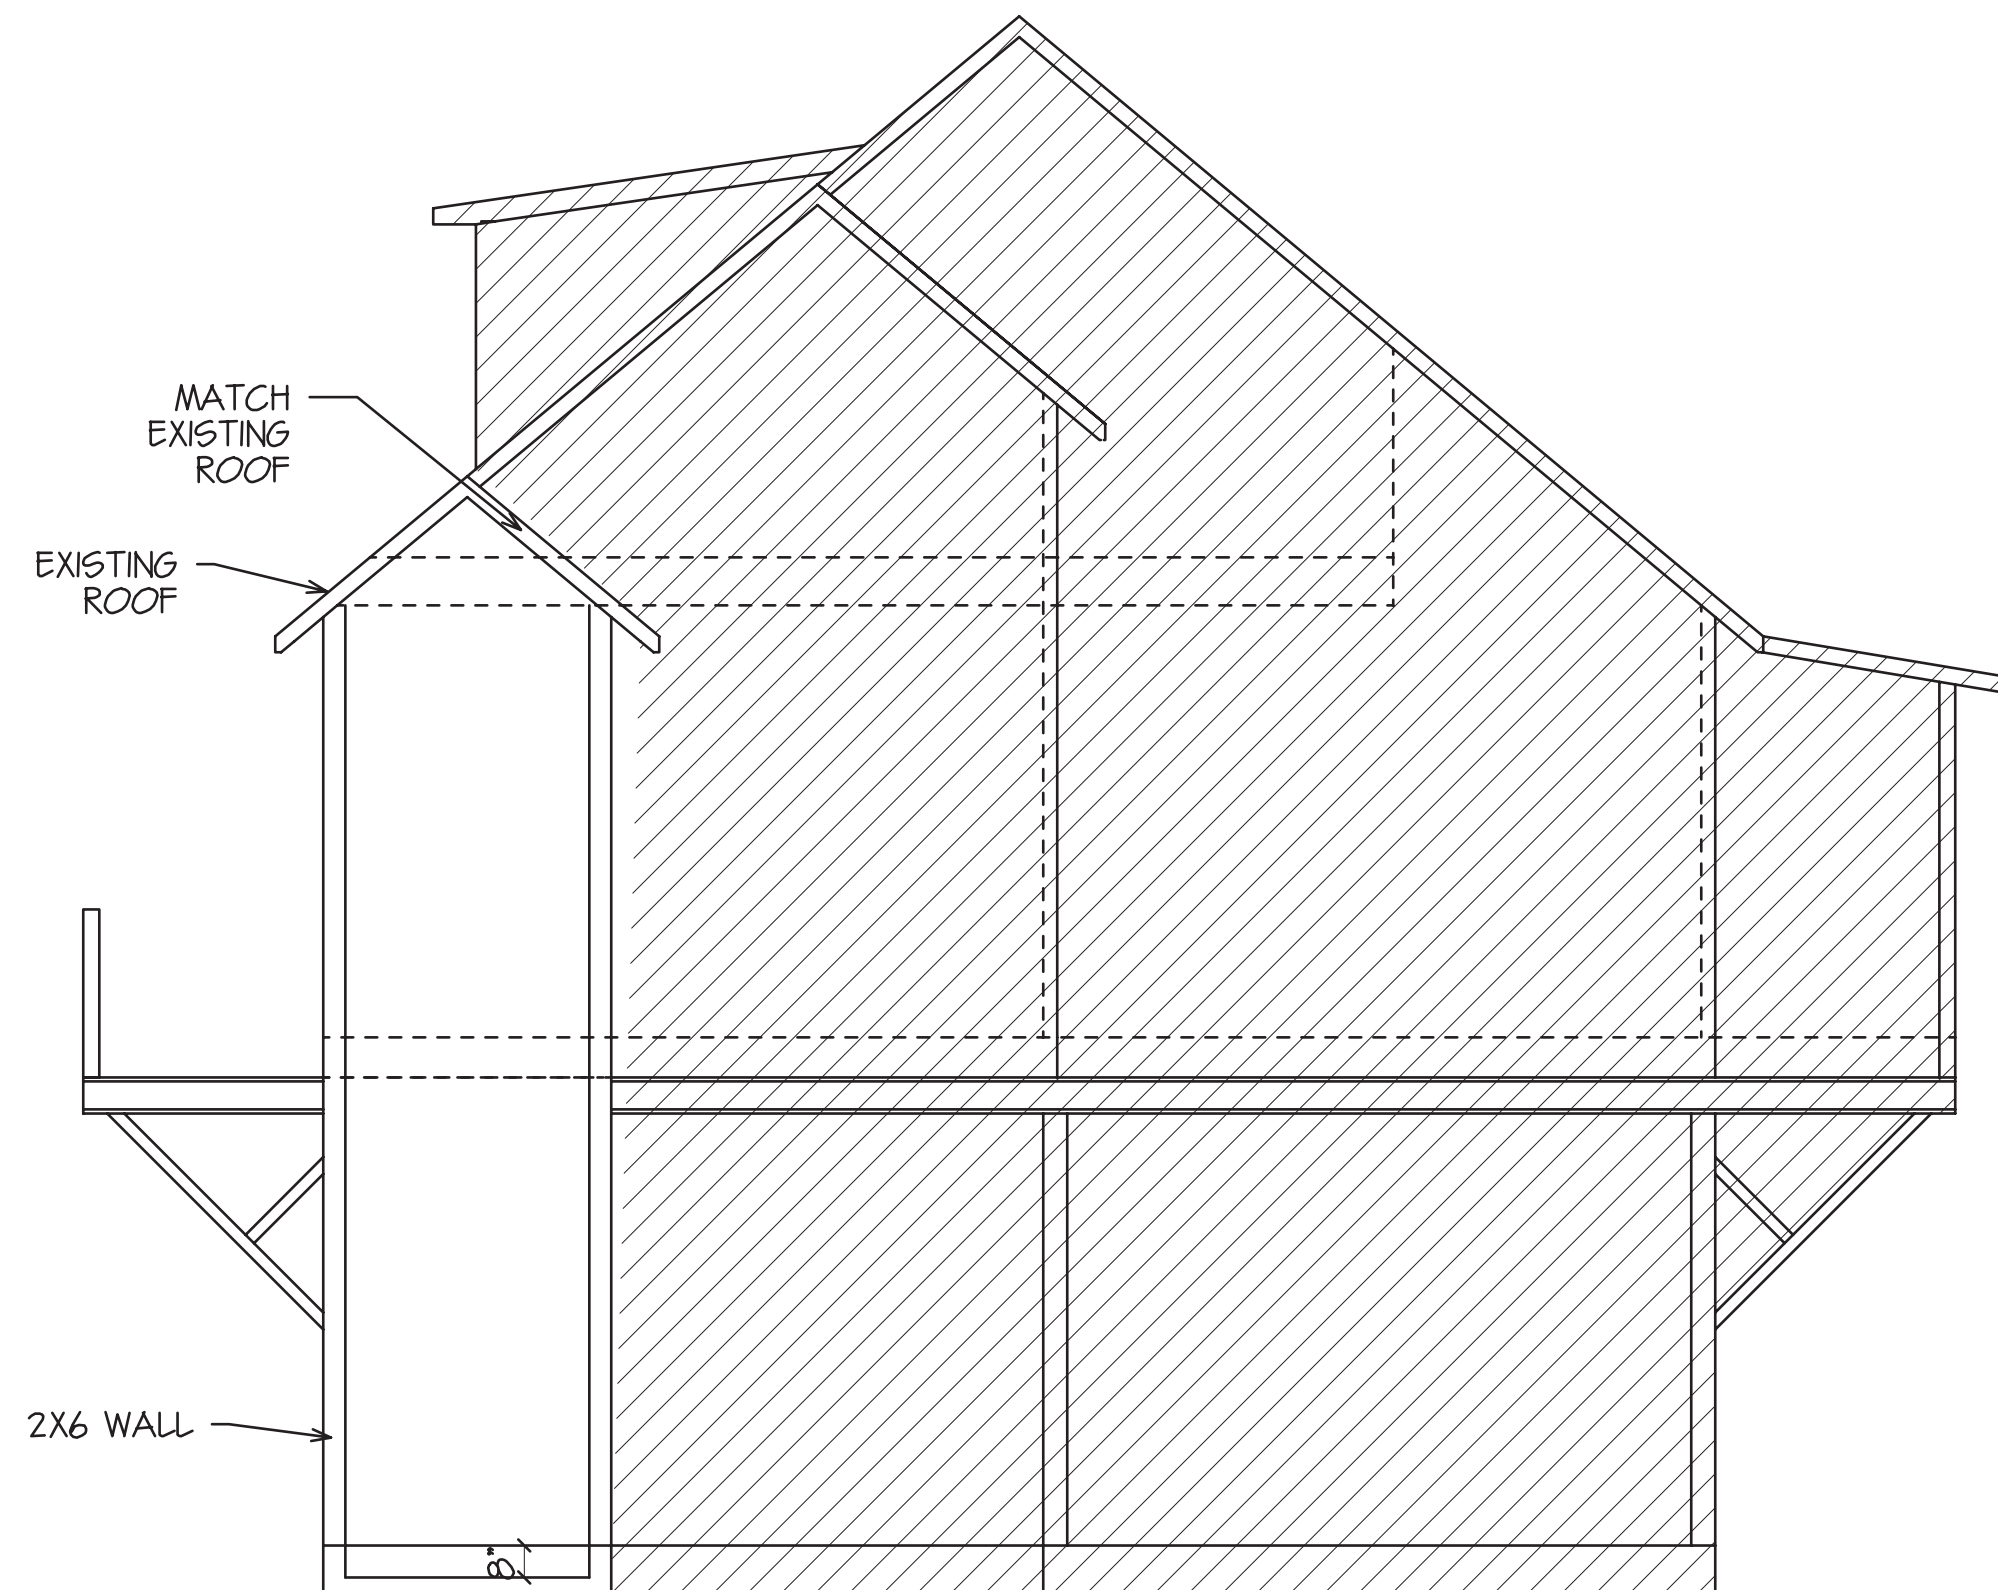 MATCH
EXISTING
ROOF
EXISTING
ROOF
2X6 WALL
8"